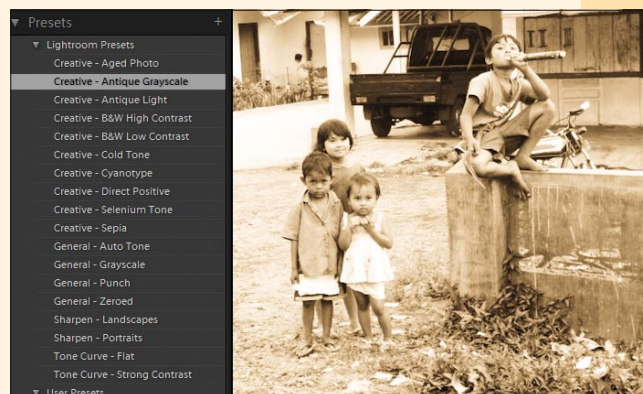 Presets +
Lightroom Presets
Creative - Aged Photo
Creative - Antique Grayscale
Creative - Antique Light
Creative - B&W High Contrast
Creative - B&W Low Contrast
Creative - Cold Tone
Creative - Cyanotype
Creative - Direct Positive
Creative - Selenium Tone
Creative - Sepia
General - Auto Tone
General - Grayscale
General - Punch
General - Zeroed
Sharpen - Landscapes
Sharpen - Portraits
Tone Curve - Flat
Tone Curve - Strong Contrast
User Presets